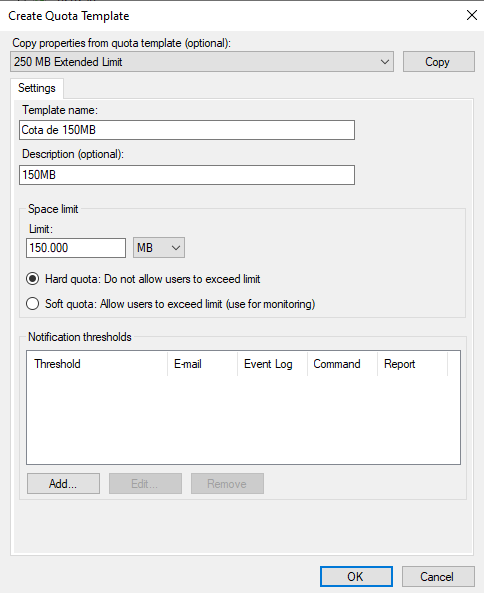 Create Quota Template
Copy properties from quota template (optional):
250 MB Extended Limit
Copy
Settings
Template name:
Cota de 150MB
Description (optional):
150MB
Space limit
Limit:
150.000 MB
Hard quota: Do not allow users to exceed limit
Soft quota: Allow users to exceed limit (use for monitoring)
Notification thresholds
Threshold E-mail Event Log Command Report
Add... Edit... Remove
OK Cancel